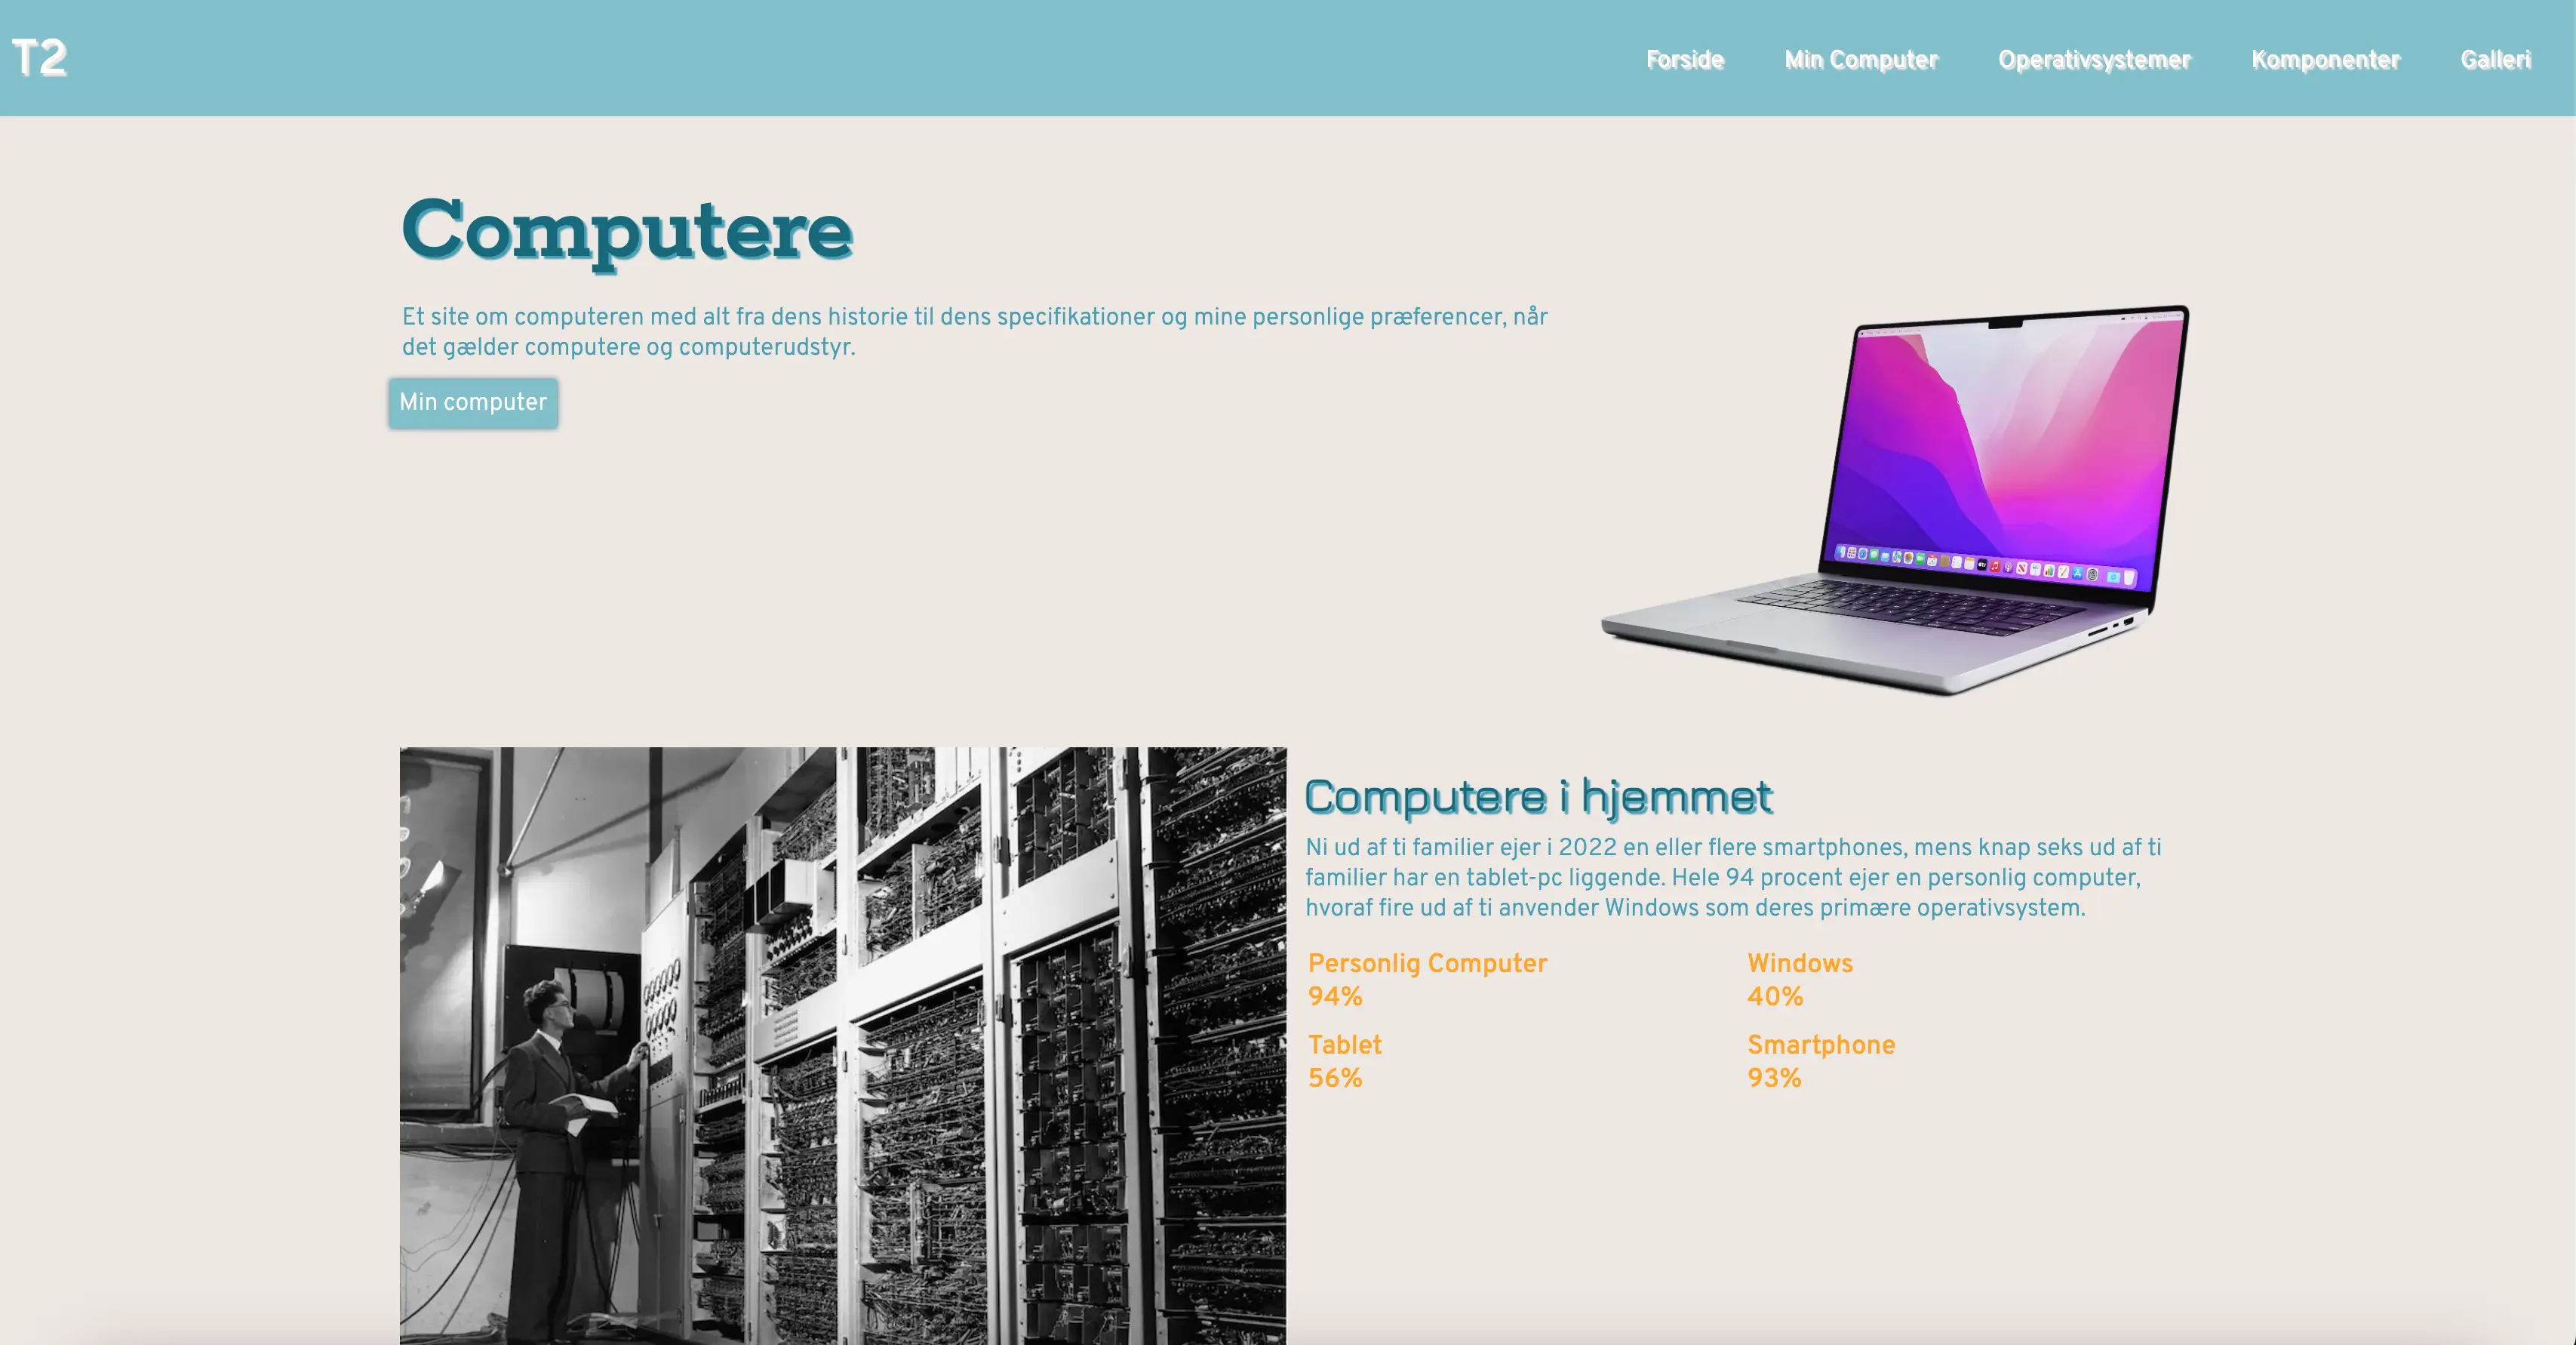 T2
Forside
Min Computer
Operativsystemer
Komponenter
Galleri
Computere
Et site om computeren med alt fra dens historie til dens specifikationer og mine personlige præferencer, når
det gælder computere og computerudstyr.
Min computer
Computere i hjemmet
Ni ud af ti familier ejer i 2022 en eller flere smartphones, mens knap seks ud af ti
familier har en tablet-pc liggende. Hele 94 procent ejer en personlig computer,
hvoraf fire ud af ti anvender Windows som deres primære operativsystem.
Personlig Computer
94%
Windows
40%
Tablet
56%
Smartphone
93%